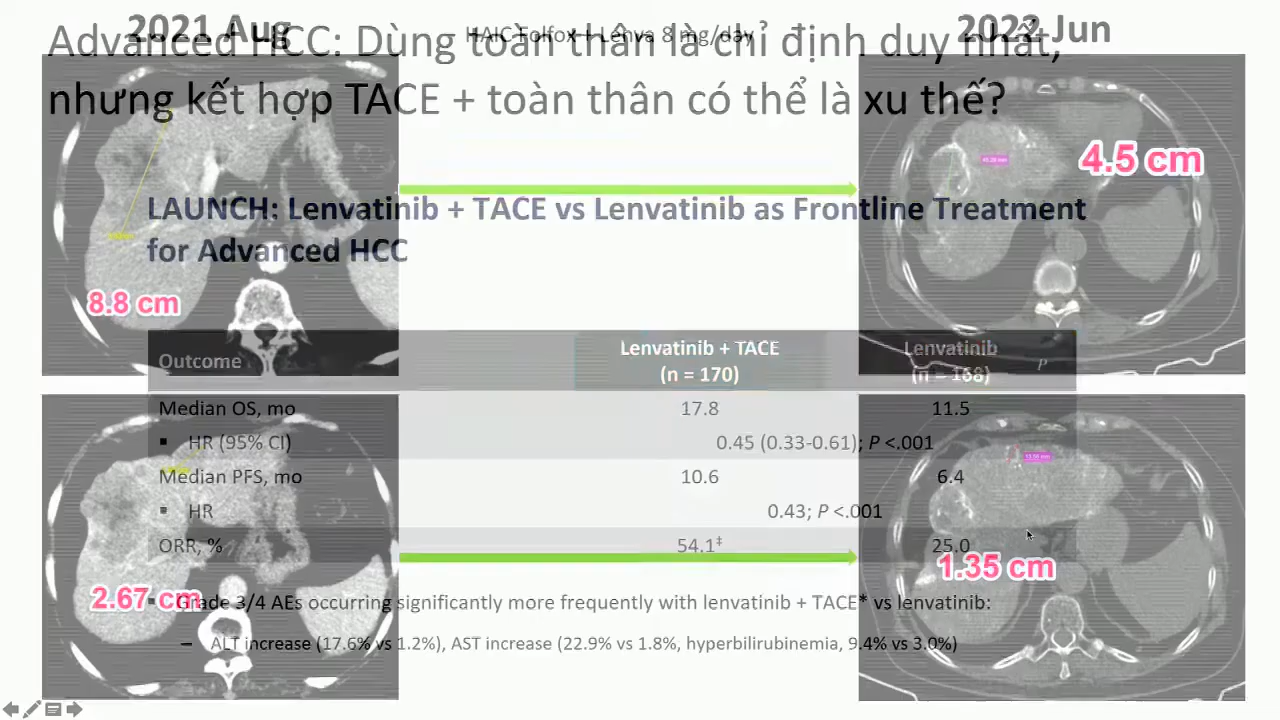 2021 Aug
HAIC Folfox + Lenva 8 mg/day
2022 Jun
Advanced HCC: Dùng toàn thân là chỉ định duy nhất,
nhưng kết hợp TACE + toàn thân có thể là xu thế?
4.5 cm
LAUNCH: Lenvatinib + TACE vs Lenvatinib as Frontline Treatment
for Advanced HCC
8.8 cm
Outcome Lenvatinib + TACE (n = 170) Lenvatinib (n = 168) P
Median OS, mo 17.8 11.5
▪ HR (95% CI) 0.45 (0.33-0.61); P <.001
Median PFS, mo 10.6 6.4
▪ HR 0.43; P <.001
ORR, % 54.1‡ 25.0
1.35 cm
2.67 cm
▪ Grade 3/4 AEs occurring significantly more frequently with lenvatinib + TACE* vs lenvatinib:
– ALT increase (17.6% vs 1.2%), AST increase (22.9% vs 1.8%, hyperbilirubinemia, 9.4% vs 3.0%)